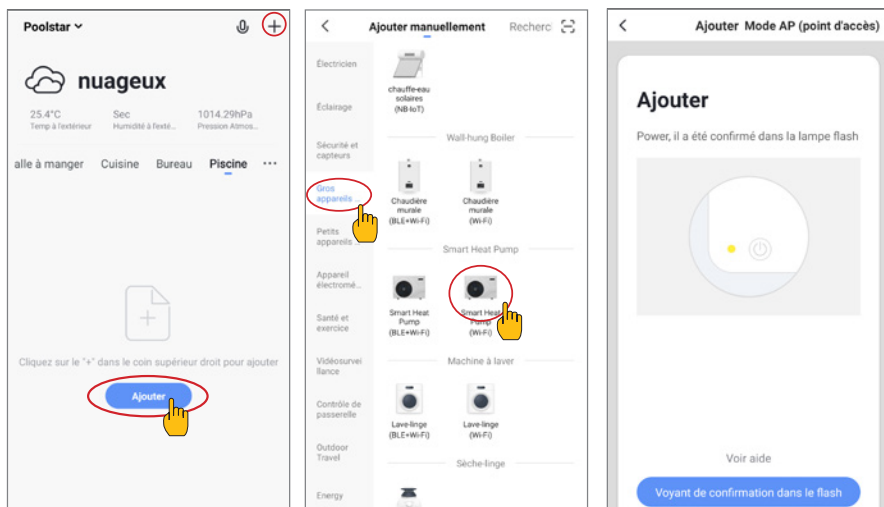 Poolstar
nuageux
25.4°C Sec 1014.29hPa
Temp à l'extérieur Humidité à l'exté... Pression Atmos...
alle à manger Cuisine Bureau Piscine ...
Cliquez sur le "+" dans le coin supérieur droit pour ajouter
Ajouter
Ajouter manuellement Recherc
Électricien
Éclairage
Sécurité et
capteurs
Gros
appareils ...
Petits
appareils ...
Appareil
électromé...
Santé et
exercice
Vidéosurvei
llance
Contrôle de
passerelle
Outdoor
Travel
Energy
chauffe-eau
solaires
(NB-IoT)
Wall-hung Boiler
Chaudière Chaudière
murale murale
(BLE+Wi-Fi) (Wi-Fi)
Smart Heat Pump
Smart Heat Smart Heat
Pump Pump
(BLE+Wi-Fi) (Wi-Fi)
Machine à laver
Lave-linge Lave-linge
(BLE+Wi-Fi) (Wi-Fi)
Sèche-linge
Ajouter Mode AP (point d'accès)
Ajouter
Power, il a été confirmé dans la lampe flash
Voir aide
Voyant de confirmation dans le flash